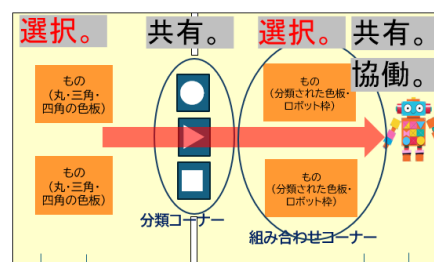 選択。
共有。
選択。
共有。
協働。
もの
(丸・三角・
四角の色板)
もの
(丸・三角・
四角の色板)
分類コーナー
もの
(分類された色板・
ロボット枠)
もの
(分類された色板・
ロボット枠)
組み合わせコーナー